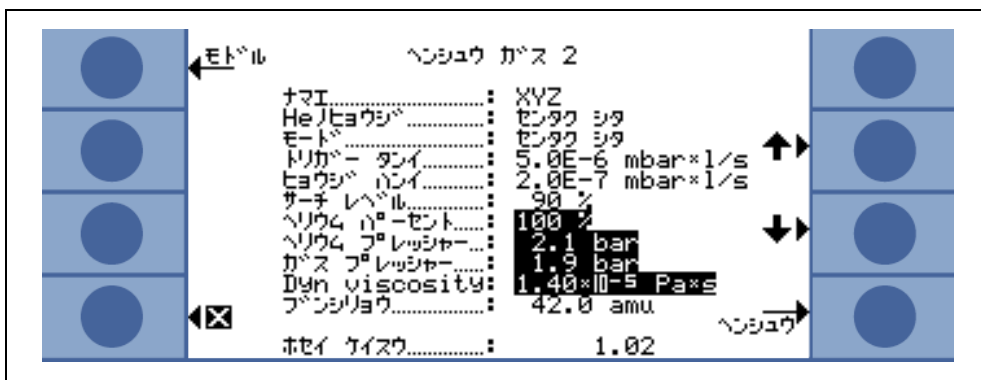 モドル ヘンシュウ ガス 2
ナマエ.......................: XYZ
Heノヒョウジ.............: センタク シタ
モード.....................: センタク シタ
トリガー タンイ..........: 5.0E-6 mbar×l/s
ヒョウジ ハンイ..........: 2.0E-7 mbar×l/s
サーチ レベル............: 90 %
ヘリウム パーセント.....: 100 %
ヘリウム プレッシャー...: 2.1 bar
ガス プレッシャー.....: 1.9 bar
Dyn viscosity: 1.40×10-5 Pa×s
ブンシリョウ..............: 42.0 amu
ヘンシュウ
ホセイ ケイスウ..............: 1.02